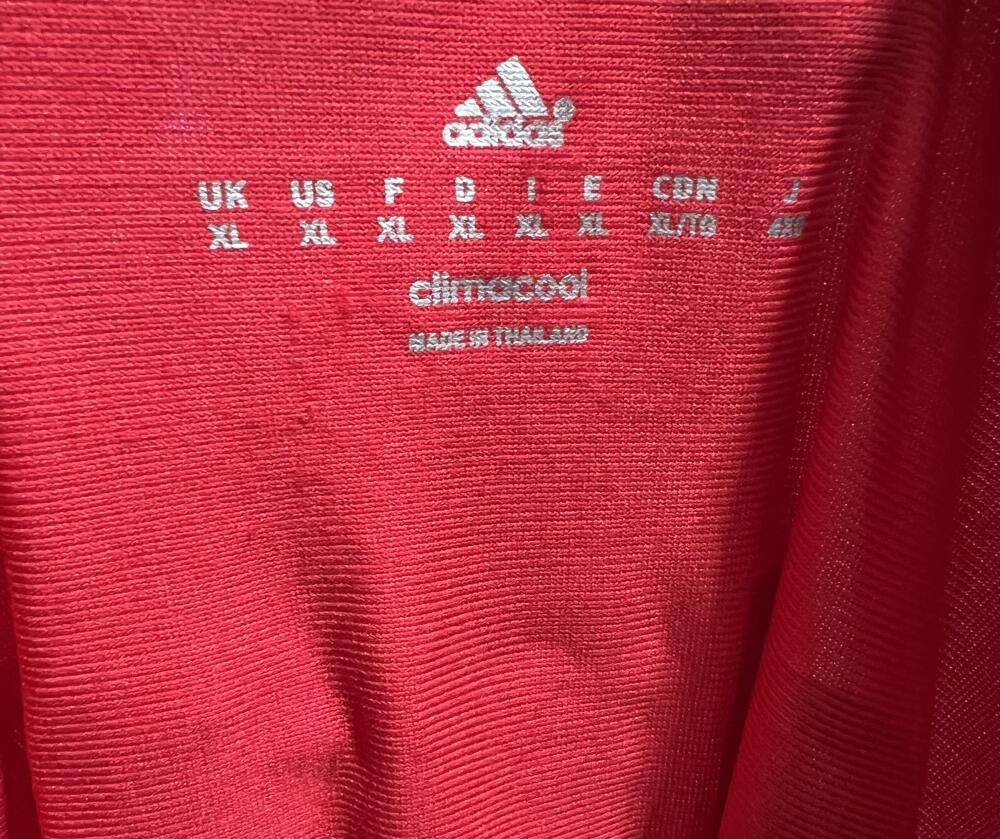 adidas
UK US F D I E CDN J
XL XL XL XL XL XL XL/TG
climacool
MADE IN THAILAND